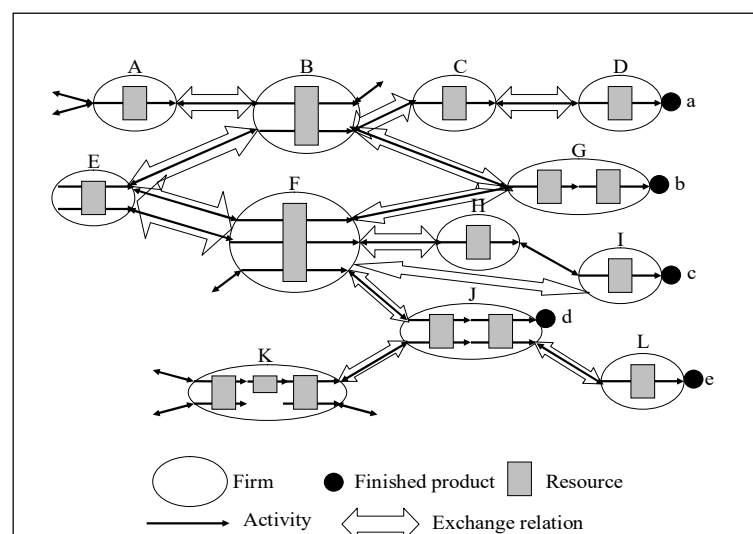 A
B
C
D
a
E
F
G
b
H
I
c
J
d
K
L
e
Firm
Finished product
Resource
Activity
Exchange relation